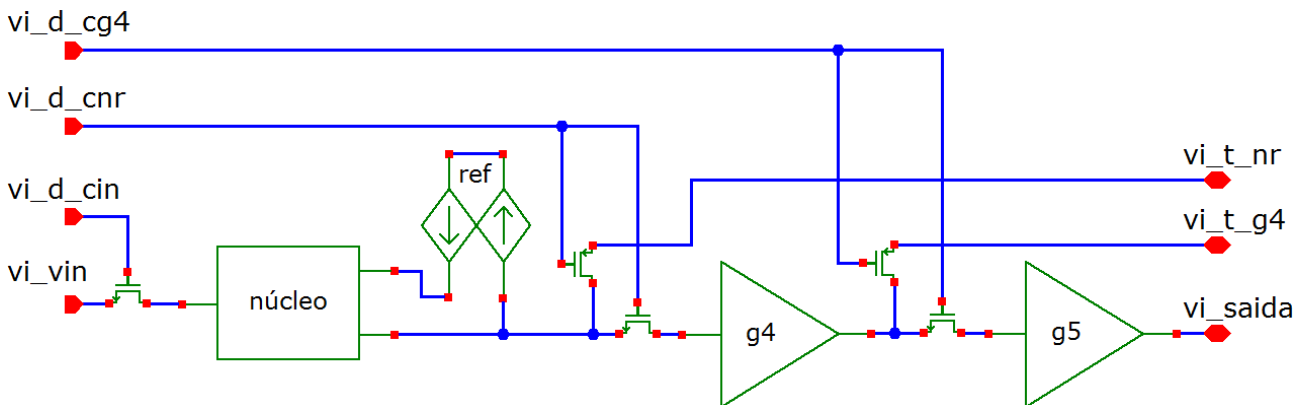 vi_d_cg4
vi_d_cnr
ref
vi_t_nr
vi_d_cin
vi_t_g4
vi_vin
núcleo
vi_saida
g4
g5